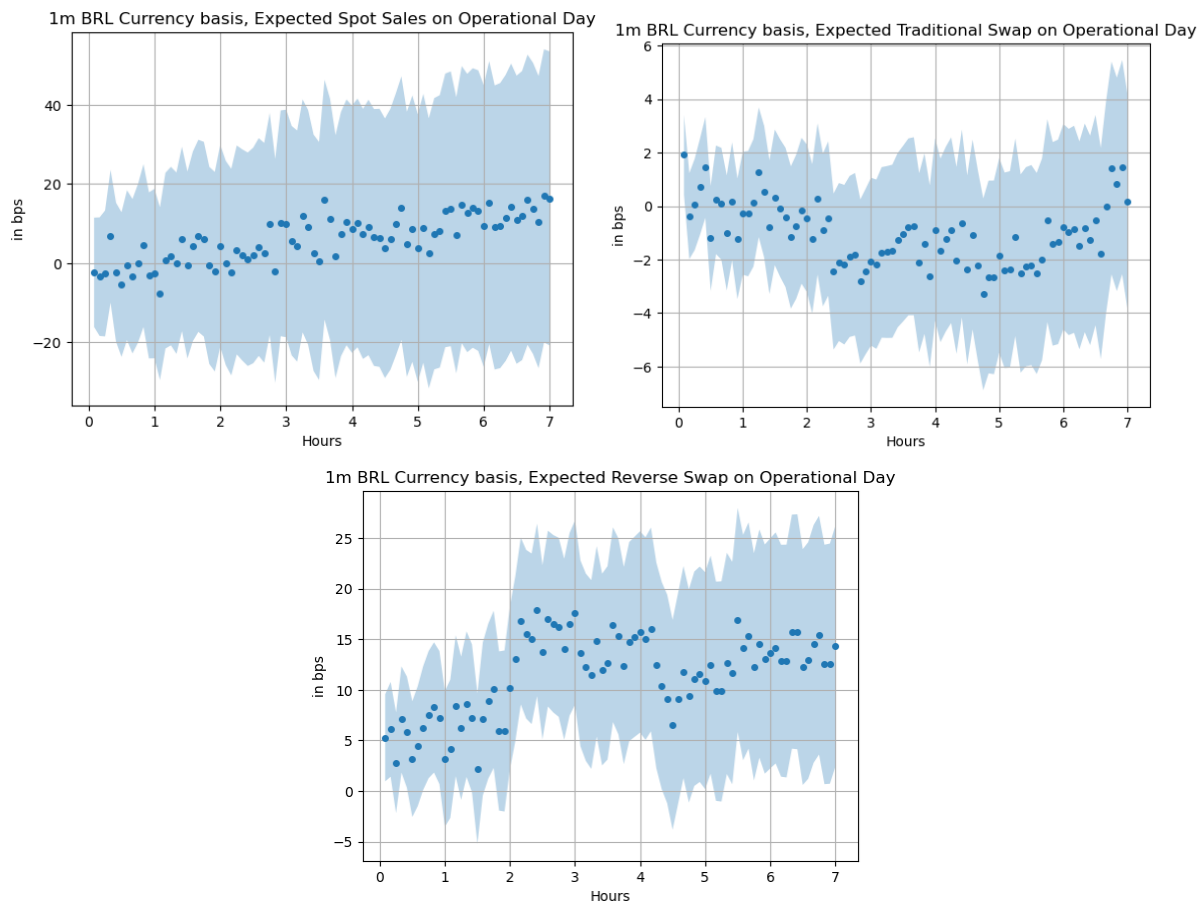 1m BRL Currency basis, Expected Spot Sales on Operational Day
in bps
40
20
0
−20
0 1 2 3 4 5 6 7
Hours
1m BRL Currency basis, Expected Traditional Swap on Operational Day
in bps
6
4
2
0
−2
−4
−6
0 1 2 3 4 5 6 7
Hours
1m BRL Currency basis, Expected Reverse Swap on Operational Day
in bps
25
20
15
10
5
0
−5
0 1 2 3 4 5 6 7
Hours